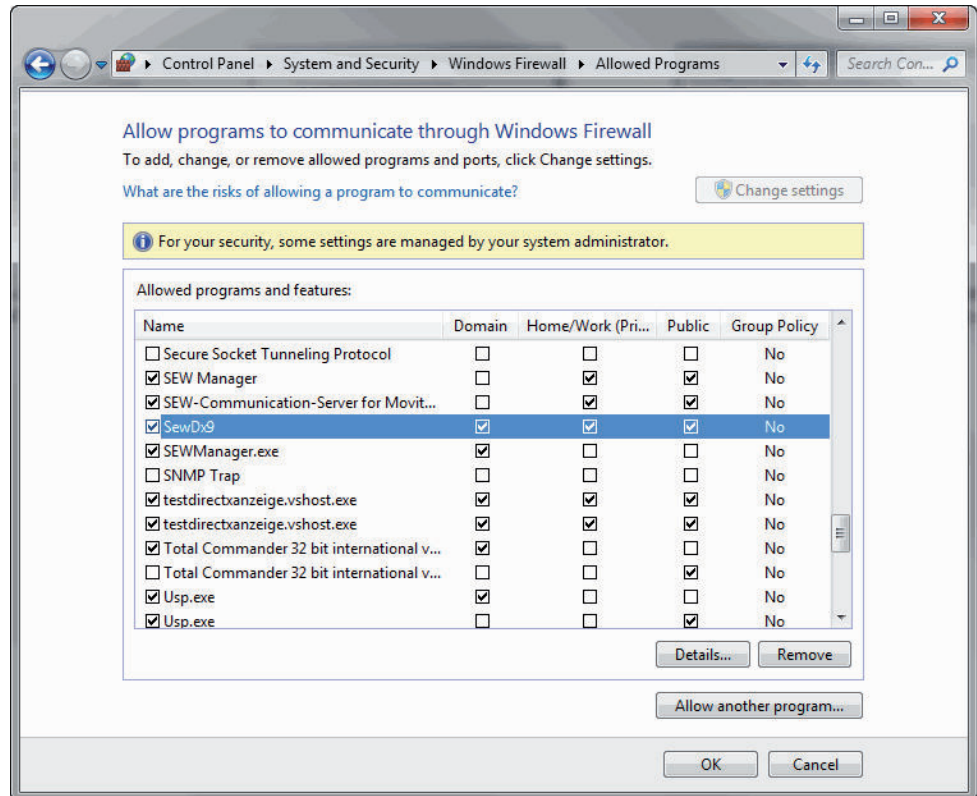 Control Panel System and Security Windows Firewall Allowed Programs Search Con...
Allow programs to communicate through Windows Firewall
To add, change, or remove allowed programs and ports, click Change settings.
What are the risks of allowing a program to communicate? Change settings
For your security, some settings are managed by your system administrator.
Allowed programs and features:
Name Domain Home/Work (Pri... Public Group Policy
Secure Socket Tunneling Protocol No
SEW Manager No
SEW-Communication-Server for Movit... No
SewDx9 No
SEWManager.exe No
SNMP Trap No
testdirectxanzeige.vshost.exe No
testdirectxanzeige.vshost.exe No
Total Commander 32 bit international v... No
Total Commander 32 bit international v... No
Usp.exe No
Usp.exe No
Details... Remove
Allow another program...
OK Cancel